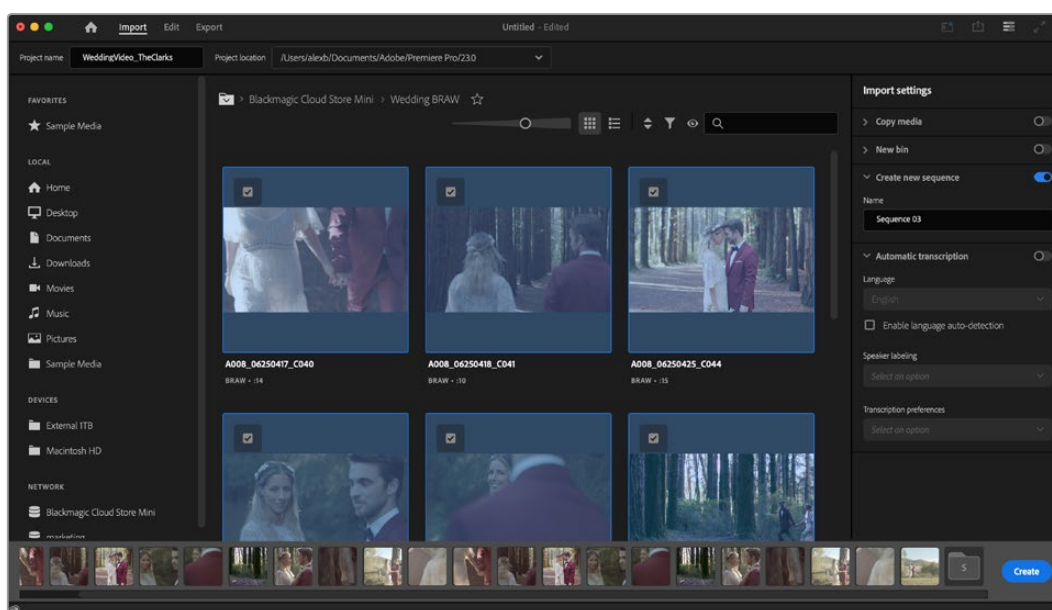 Import Edit Export Untitled - Edited
Project name WeddingVideo_TheClarks Project location /Users/alexb/Documents/Adobe/Premiere Pro/23.0
FAVORITES
Sample Media
LOCAL
Home
Desktop
Documents
Downloads
Movies
Music
Pictures
Sample Media
DEVICES
External 1TB
Macintosh HD
NETWORK
Blackmagic Cloud Store Mini
marketing
Blackmagic Cloud Store Mini > Wedding BRAW
A008_06250417_C040 A008_06250418_C041 A008_06250425_C044
BRAW • :14 BRAW • :10 BRAW • :15
Import settings
Copy media
New bin
Create new sequence
Name
Sequence 03
Automatic transcription
Language
English
Enable language auto-detection
Speaker labeling
Select an option
Transcription preferences
Select an option
S
Create